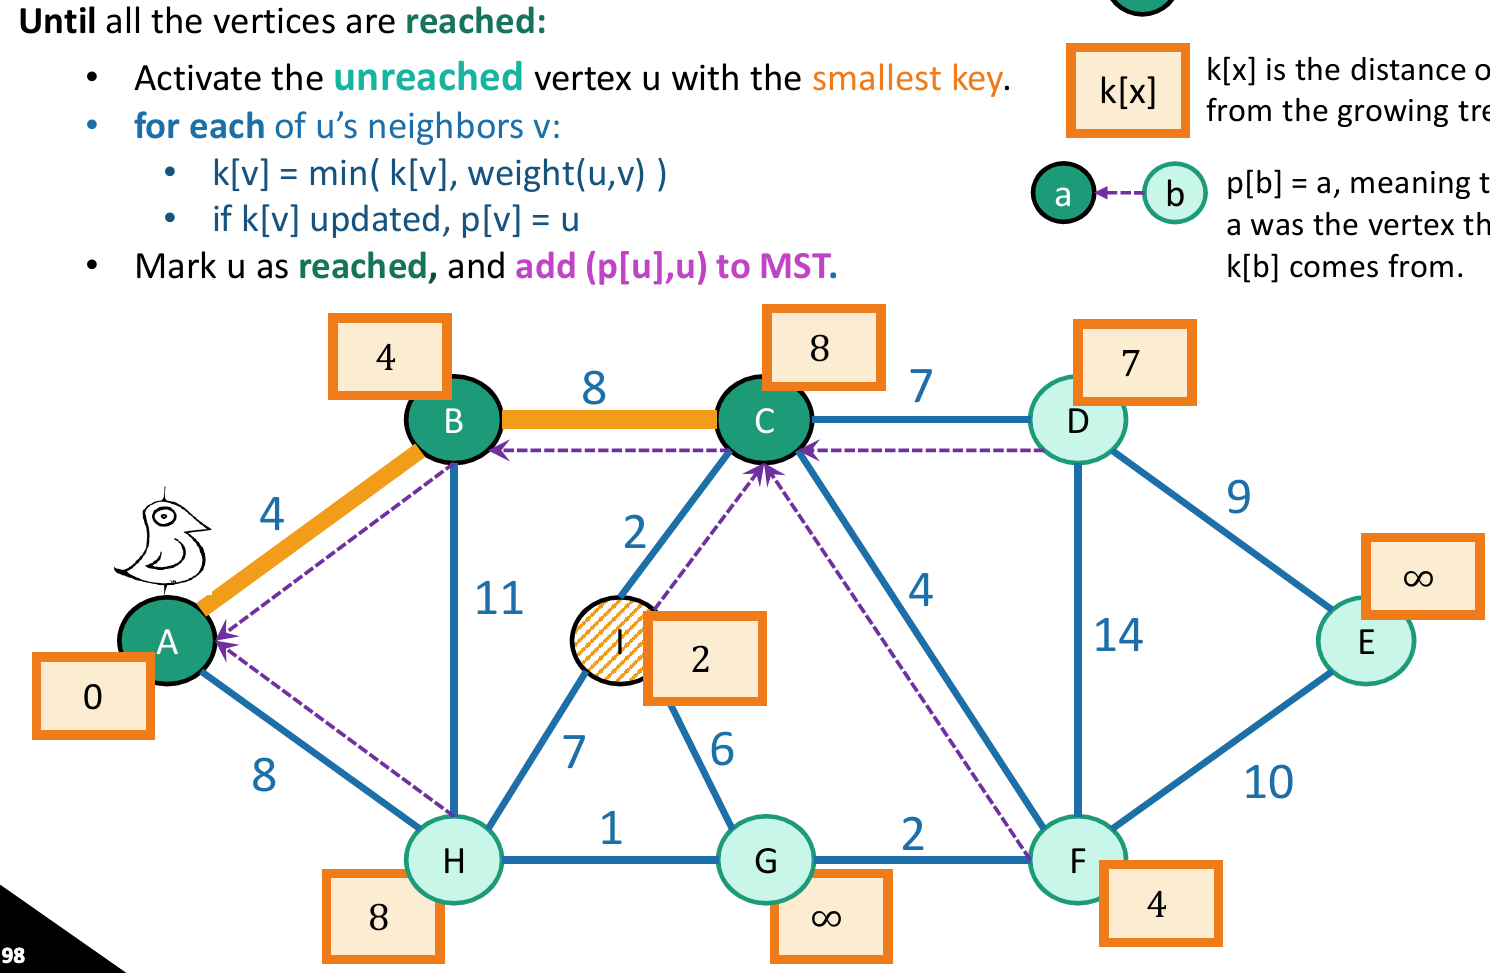 Until all the vertices are reached:
• Activate the unreached vertex u with the smallest key.
• for each of u's neighbors v:
• k[v] = min( k[v], weight(u,v) )
• if k[v] updated, p[v] = u
• Mark u as reached, and add (p[u],u) to MST.
k[x]
k[x] is the distance o
from the growing tre
a
b
p[b] = a, meaning t
a was the vertex th
k[b] comes from.
4
8
7
B
8
C
7
D
4
2
11
4
9
14
∞
A
I
E
0
2
8
7
6
10
H
1
G
2
F
8
∞
4
98